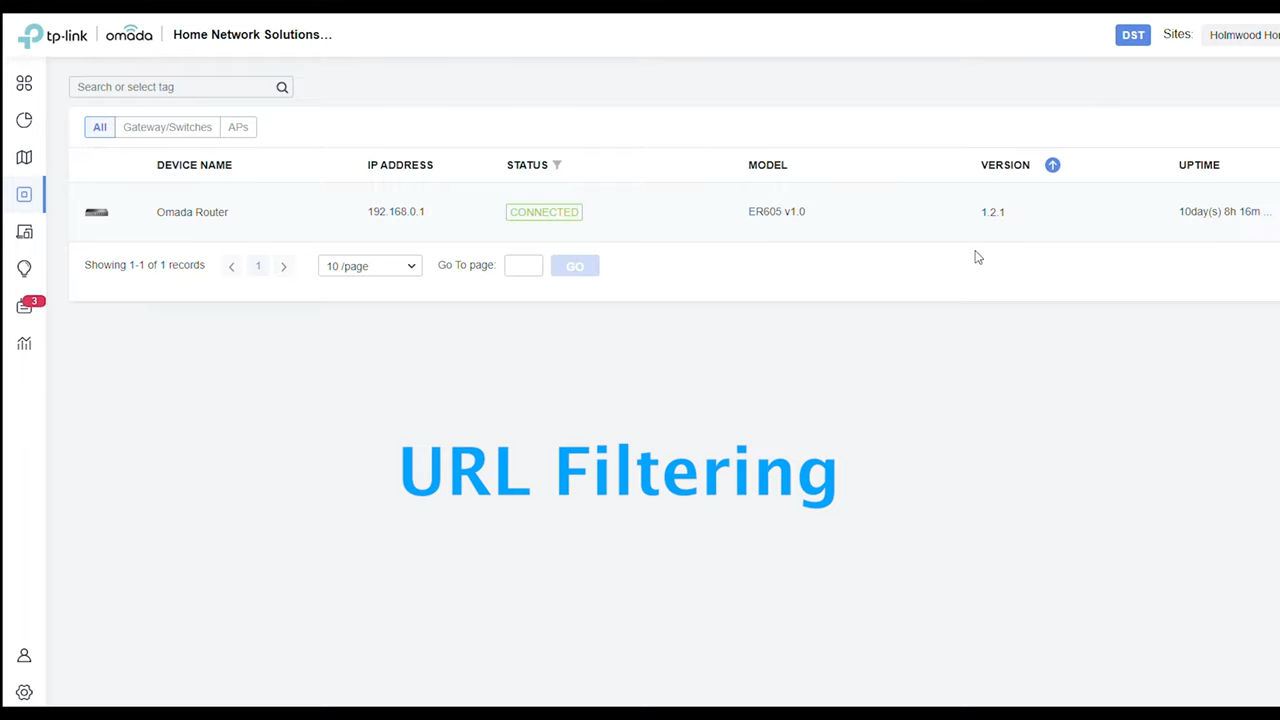 tp-link omada Home Network Solutions... DST Sites: Holmwood Hom
Search or select tag
All Gateway/Switches APs
DEVICE NAME IP ADDRESS STATUS MODEL VERSION UPTIME
Omada Router 192.168.0.1 CONNECTED ER605 v1.0 1.2.1 10day(s) 8h 16m ...
Showing 1-1 of 1 records 1 10 /page Go To page: GO
3
URL Filtering